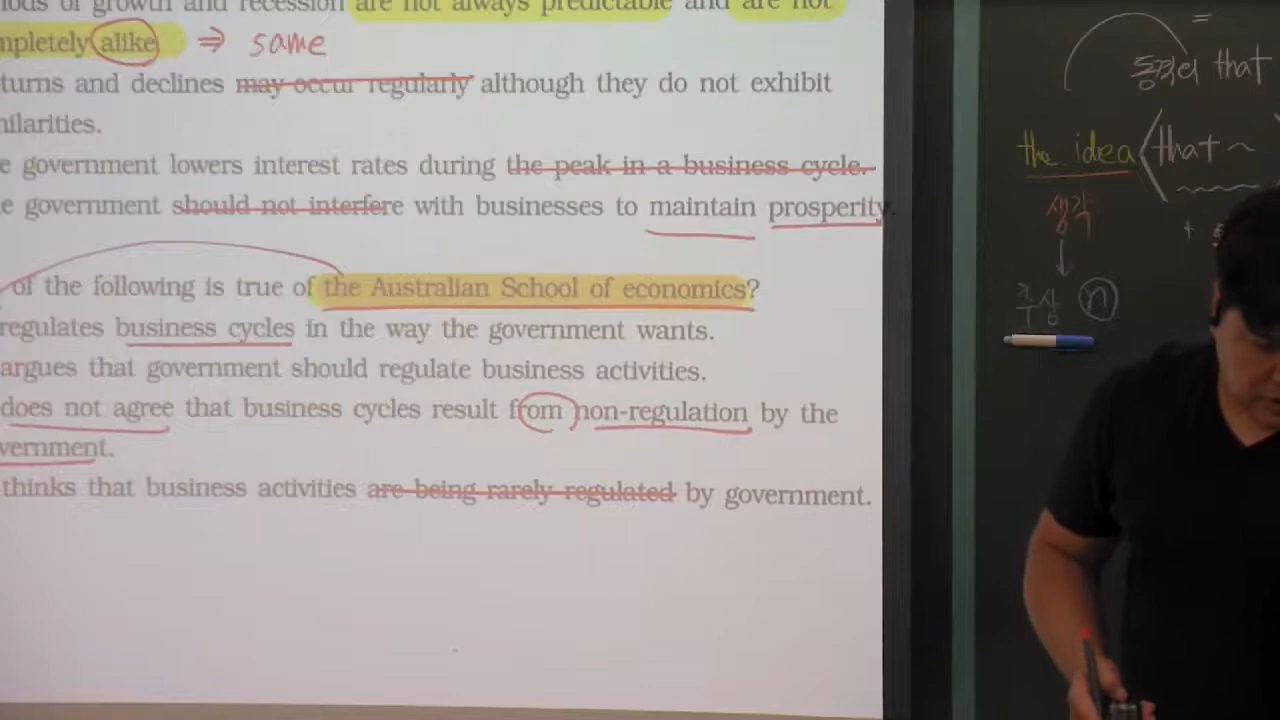 growth and recession are not always predictable and are not
alike ⇒ same
turns and declines may occur regularly although they do not exhibit
government lowers interest rates during the peak in a business cycle.
government should not interfere with businesses to maintain prosperity.
of the following is true of the Australian School of economics?
regulates business cycles in the way the government wants.
argues that government should regulate business activities.
does not agree that business cycles result from non-regulation by the
thinks that business activities are being rarely regulated by government.
=
동격의 that
the idea that ~
생각
+
추상 n